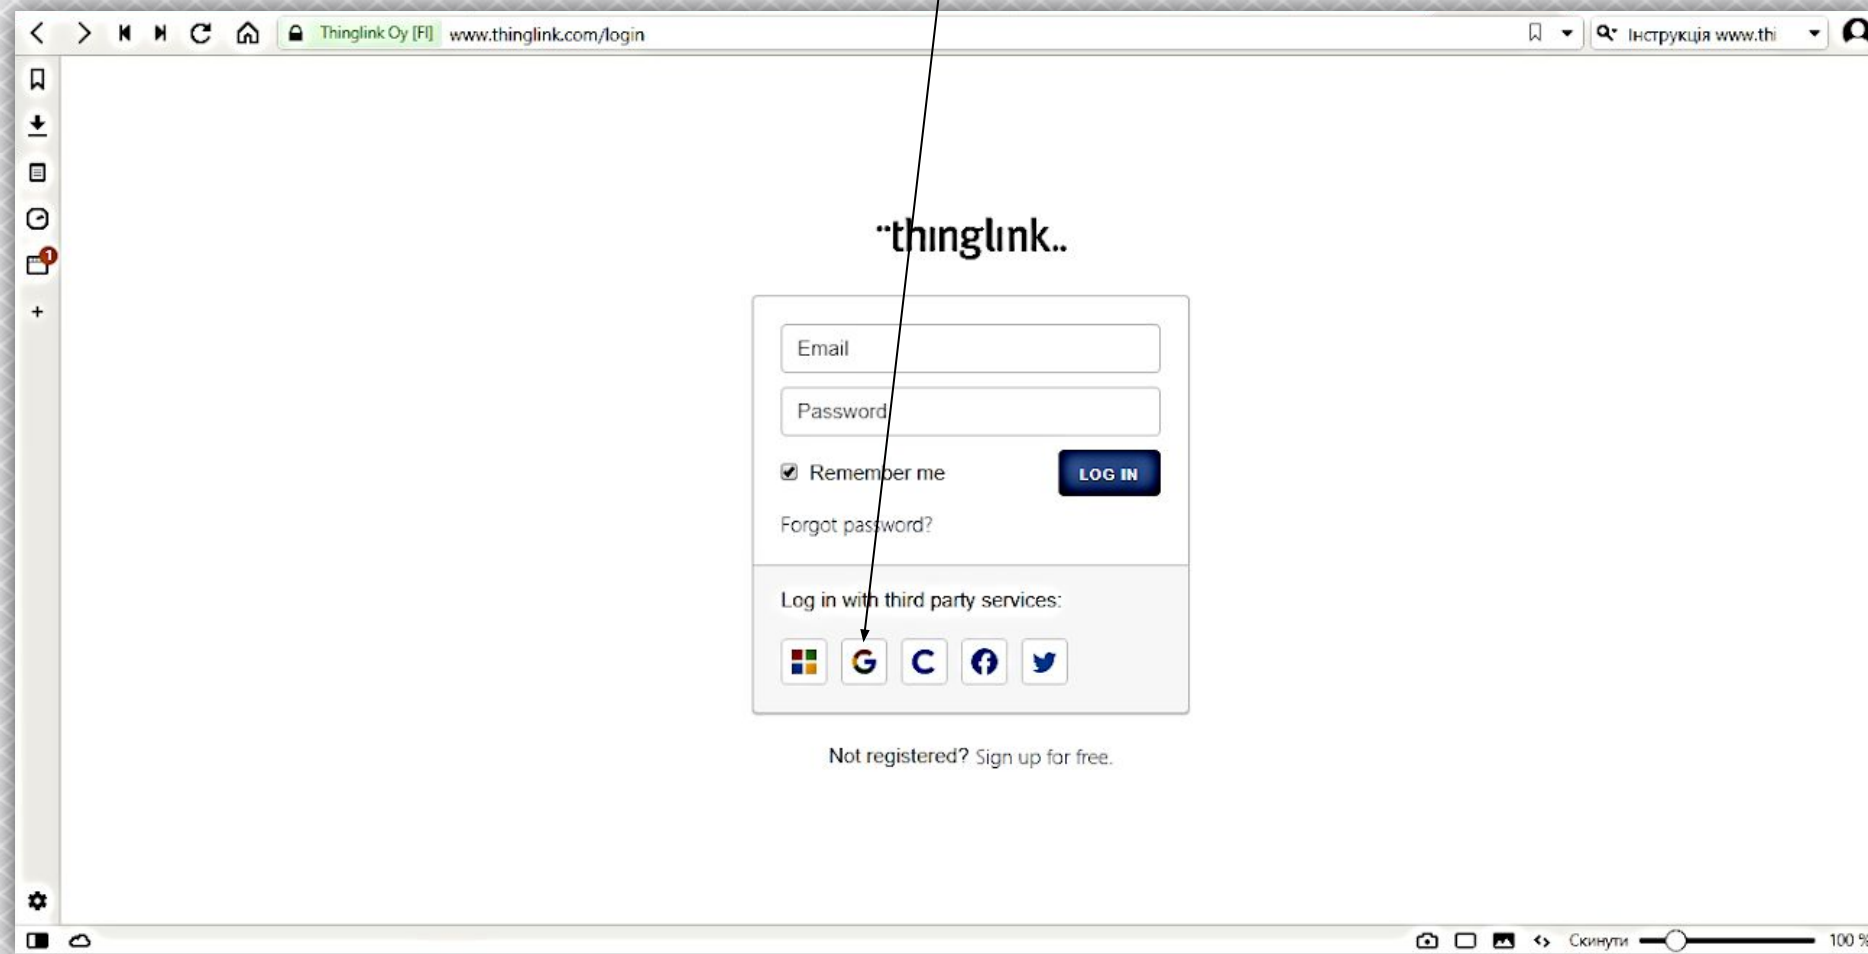 Thinglink Oy [FI] www.thinglink.com/login Інструкція www.thi
1
¨thinglink..
Email
Password
Remember me LOG IN
Forgot password?
Log in with third party services:
Not registered? Sign up for free.
Скинути 100 %